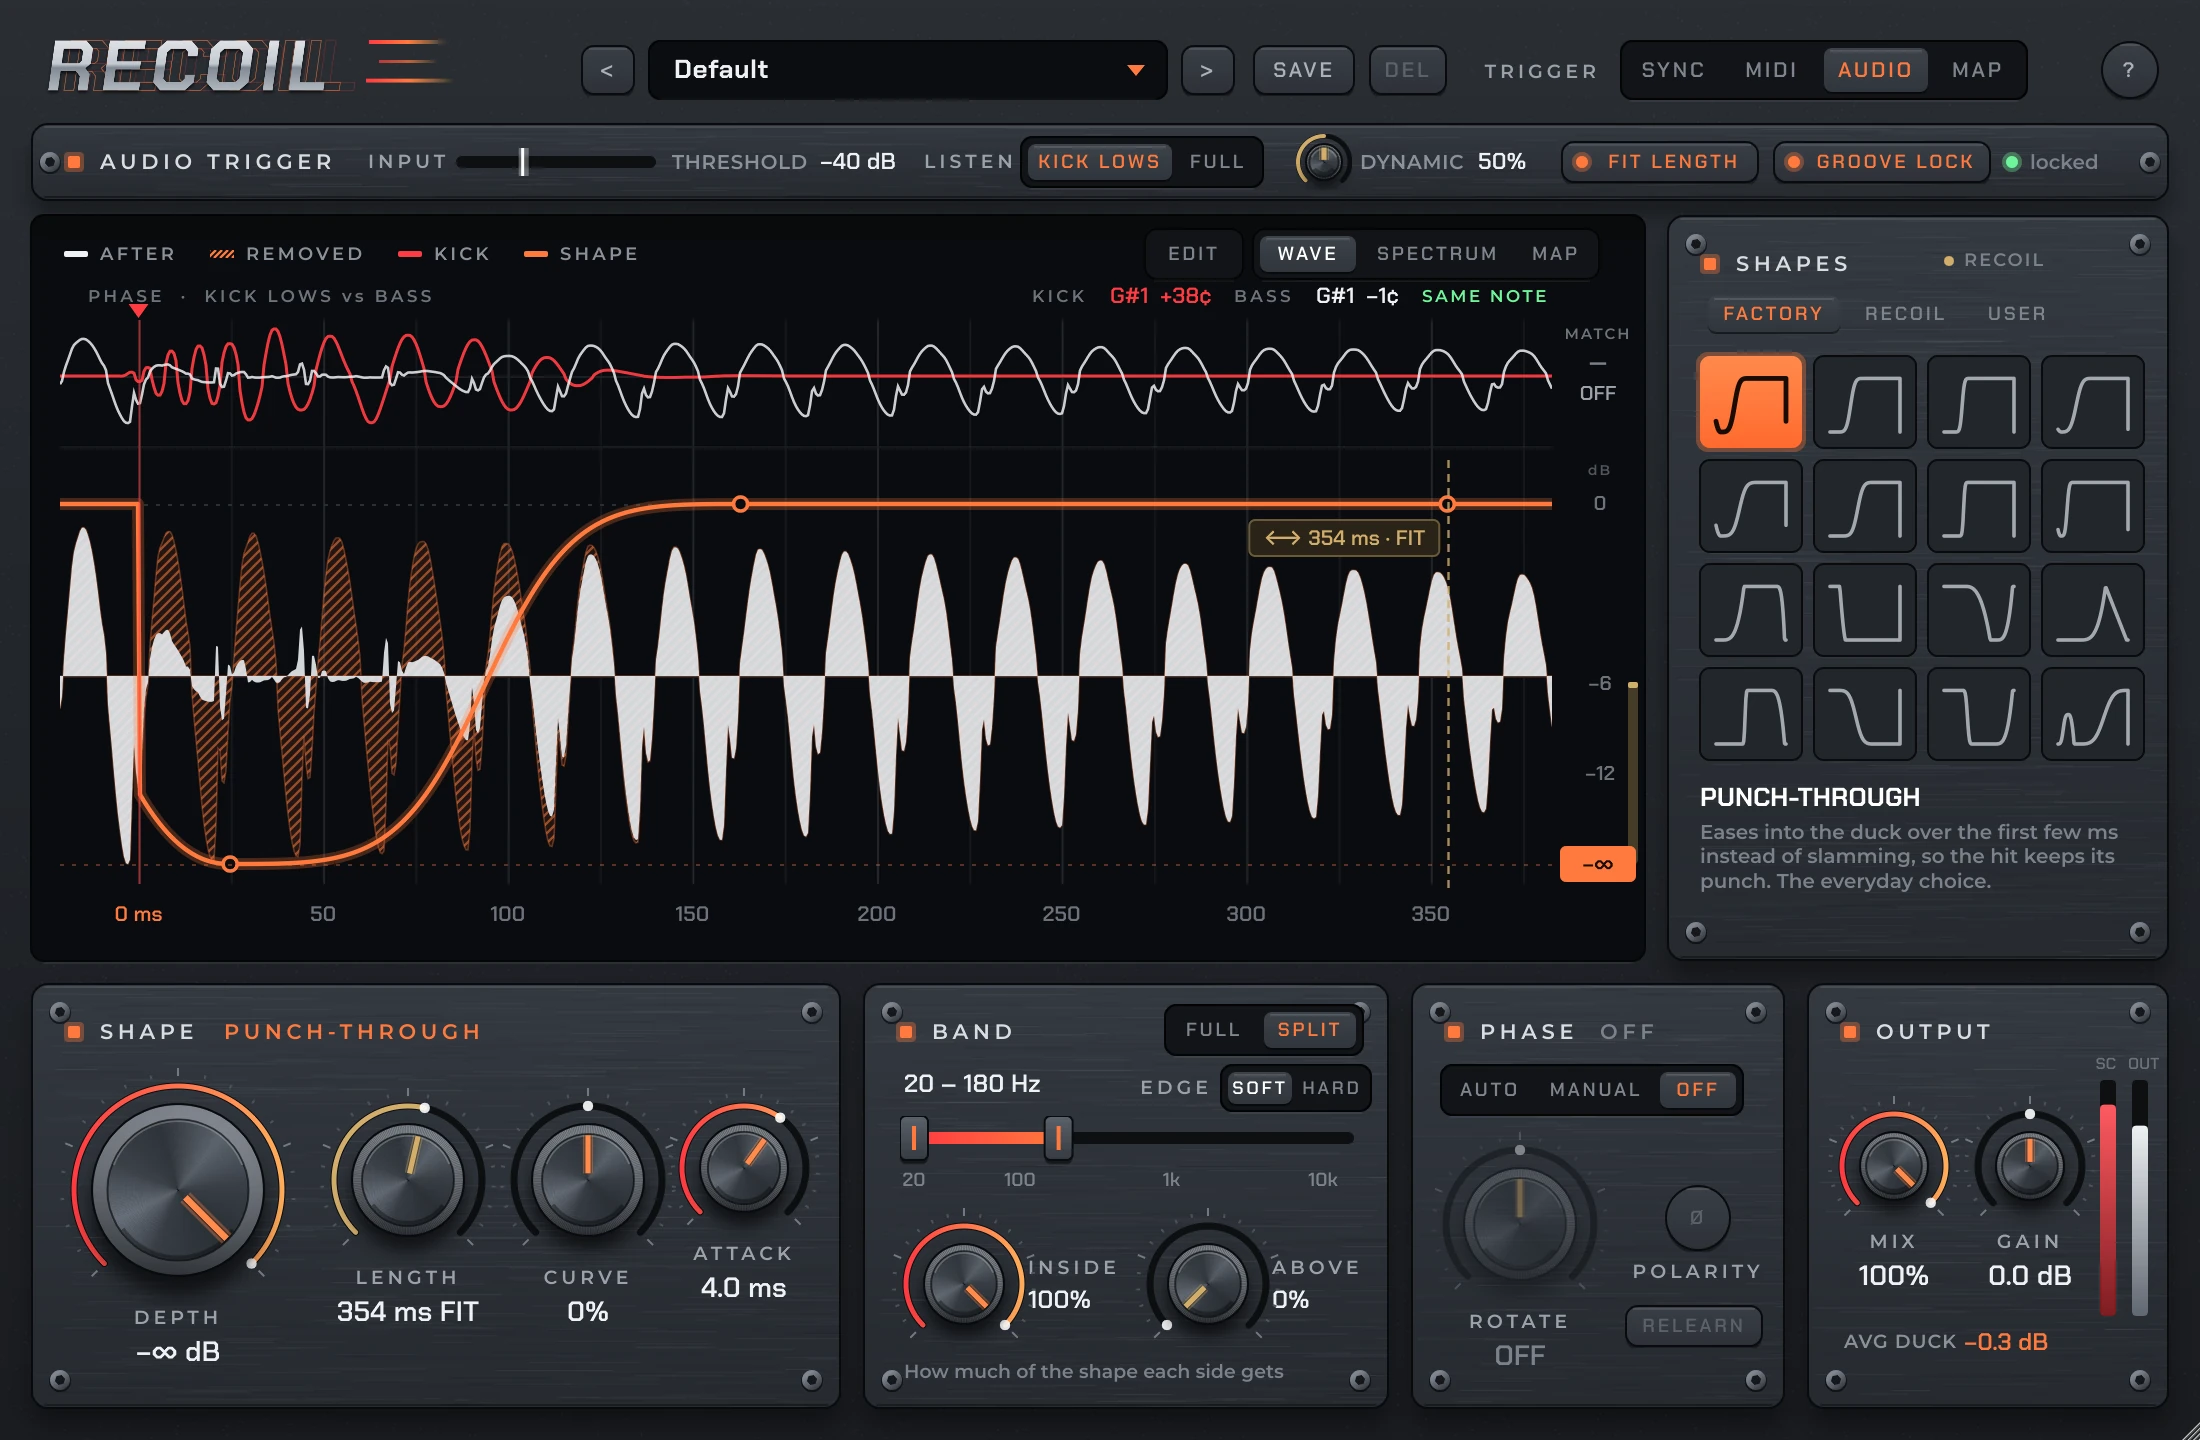 RECOIL
< Default > SAVE DEL TRIGGER SYNC MIDI AUDIO MAP ?
AUDIO TRIGGER INPUT THRESHOLD −40 dB LISTEN KICK LOWS FULL DYNAMIC 50% FIT LENGTH GROOVE LOCK locked
AFTER REMOVED KICK SHAPE EDIT WAVE SPECTRUM MAP
PHASE · KICK LOWS vs BASS KICK G#1 +38¢ BASS G#1 −1¢ SAME NOTE
MATCH
—
OFF
dB
0
354 ms · FIT
−6
−12
−∞
0 ms 50 100 150 200 250 300 350
SHAPES RECOIL
FACTORY RECOIL USER
PUNCH-THROUGH
Eases into the duck over the first few ms
instead of slamming, so the hit keeps its
punch. The everyday choice.
SHAPE PUNCH-THROUGH
DEPTH
−∞ dB
LENGTH
354 ms FIT
CURVE
0%
ATTACK
4.0 ms
BAND FULL SPLIT
20 – 180 Hz EDGE SOFT HARD
20 100 1k 10k
INSIDE
100%
ABOVE
0%
How much of the shape each side gets
PHASE OFF
AUTO MANUAL OFF
ROTATE
OFF
Ø
POLARITY
RELEARN
OUTPUT
SC OUT
MIX
100%
GAIN
0.0 dB
AVG DUCK −0.3 dB